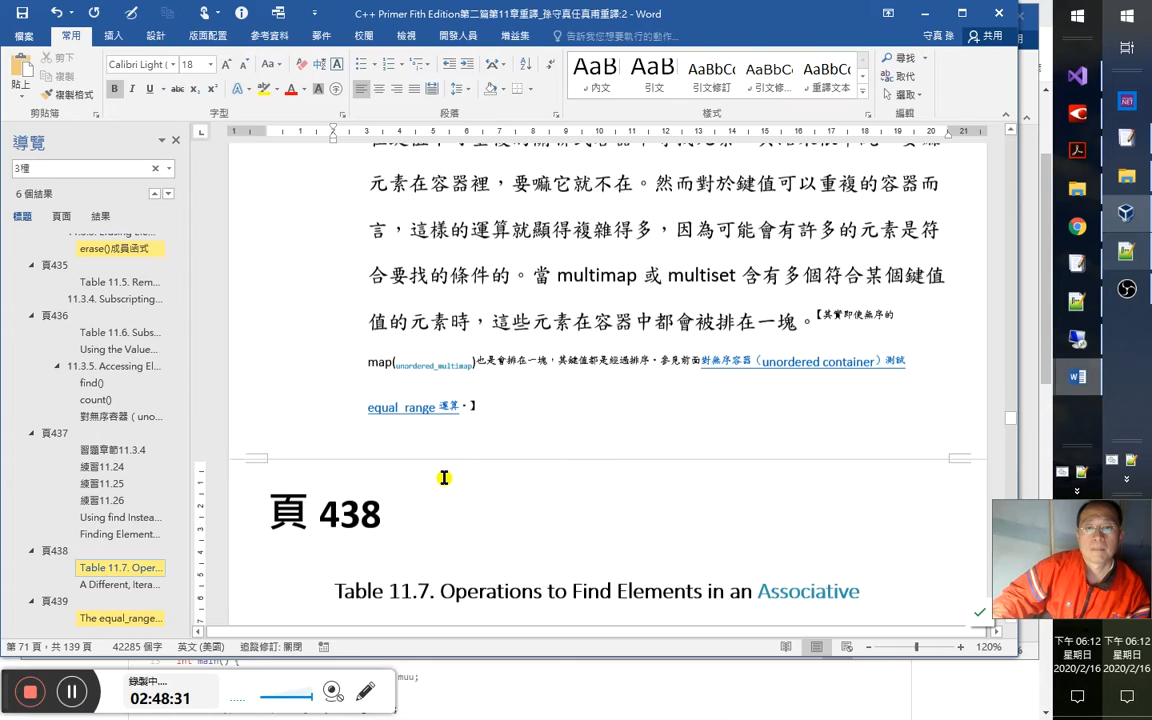 C++ Primer Fith Edition第二篇第11章重譯_孫守真任真甫重譯:2 - Word
檔案
常用
插入
設計
版面配置
參考資料
郵件
校閱
檢視
開發人員
增益集
告訴我您想要執行的動作...
守真 孫
共用
貼上
剪下
複製
複製格式
剪貼簿
Calibri Light (
18
字型
段落
AaB
AaB
AaBbC
AaBbC
AaBbC
內文
引文
引文修訂
引文修...
重譯文本
樣式
尋找
取代
選取
編輯
導覽
3種
6 個結果
標題
頁面
結果
erase()成員函式
頁435
Table 11.5. Rem...
11.3.4. Subscripting...
頁436
Table 11.6. Subs...
Using the Value...
11.3.5. Accessing El...
find()
count()
對無序容器（uno...
頁437
習題章節11.3.4
練習11.24
練習11.25
練習11.26
Using find Instea...
Finding Element...
頁438
Table 11.7. Oper...
A Different, Itera...
頁439
The equal_range...
元素在容器裡，要嘛它就不在。然而對於鍵值可以重複的容器而
言，這樣的運算就顯得複雜得多，因為可能會有許多的元素是符
合要找的條件的。當 multimap 或 multiset 含有多個符合某個鍵值
值的元素時，這些元素在容器中都會被排在一塊。【其實即使無序的
map(unordered_multimap)也是會排在一塊，其鍵值都是經過排序。參見前面對無序容器（unordered container）測試
equal_range 運算。】
頁 438
Table 11.7. Operations to Find Elements in an Associative
第 71 頁，共 139 頁
42285 個字
英文 (美國)
追蹤修訂: 關閉
120%
int main() {
muu;
錄製中...
02:48:31
下午 06:12
星期日
2020/2/16
下午 06:12
星期日
2020/2/16